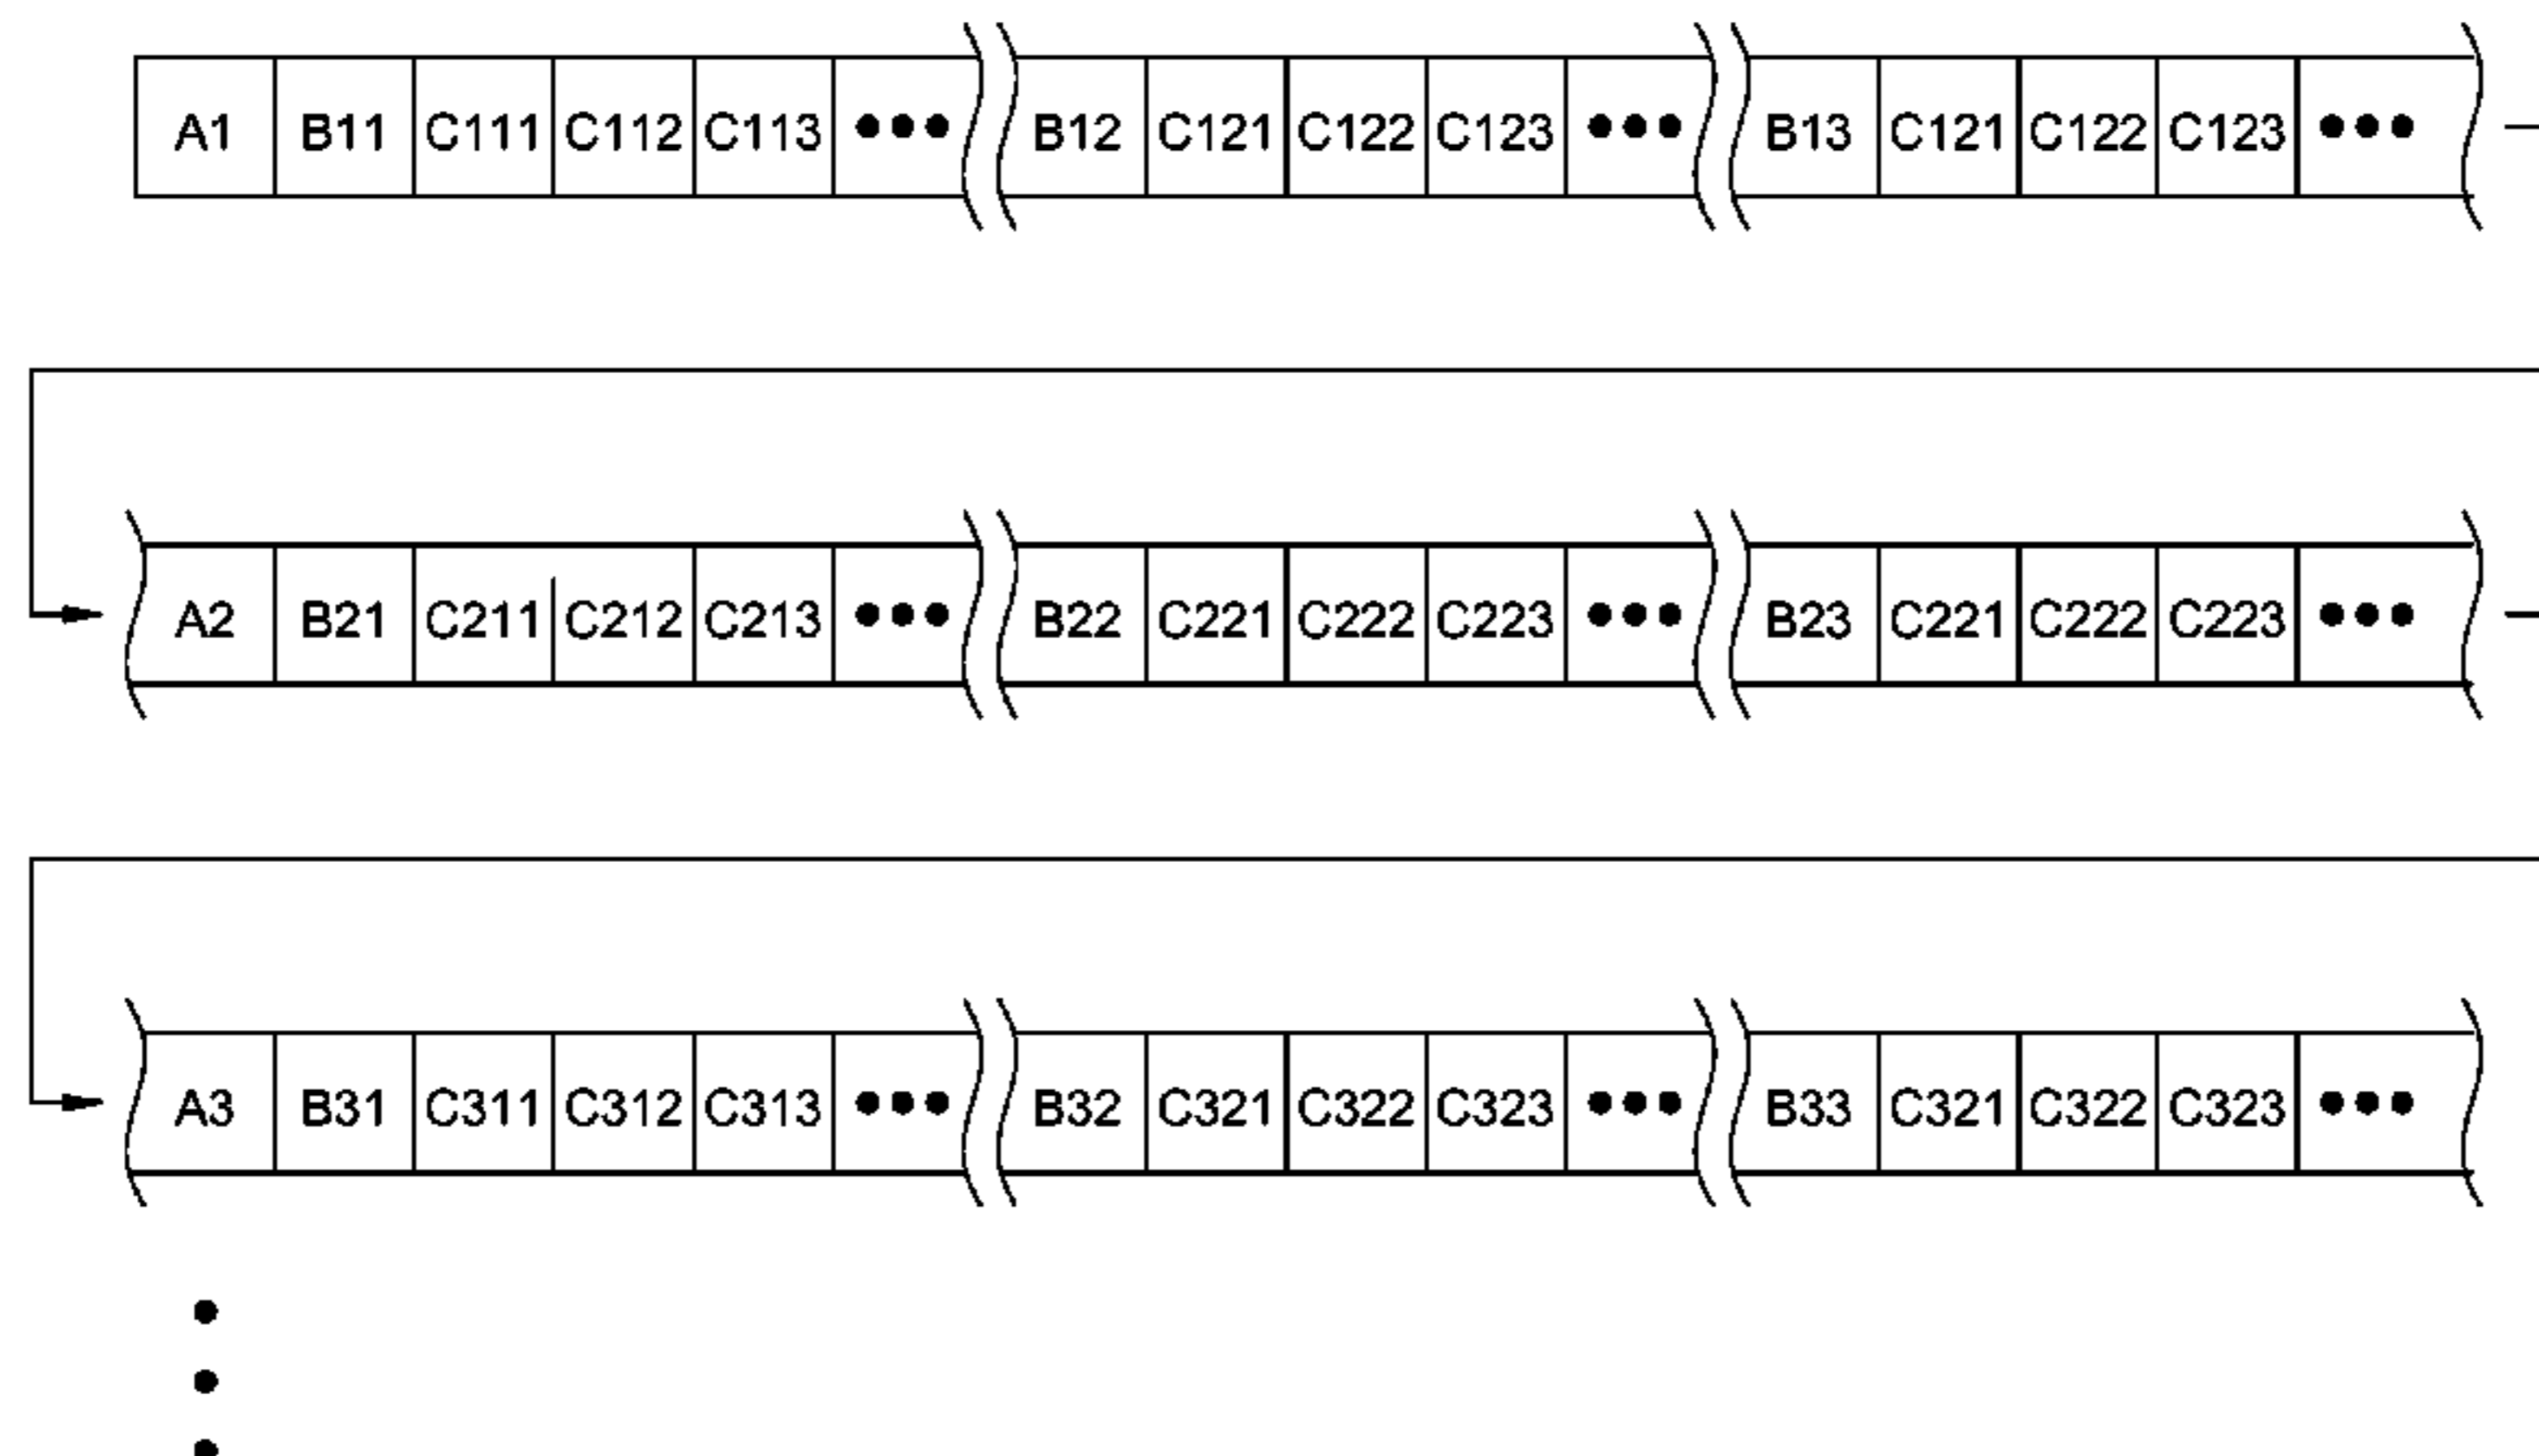 A1 B11 C111 C112 C113 ●●● B12 C121 C122 C123 ●●● B13 C121 C122 C123 ●●●
A2 B21 C211 C212 C213 ●●● B22 C221 C222 C223 ●●● B23 C221 C222 C223 ●●●
A3 B31 C311 C312 C313 ●●● B32 C321 C322 C323 ●●● B33 C321 C322 C323 ●●●